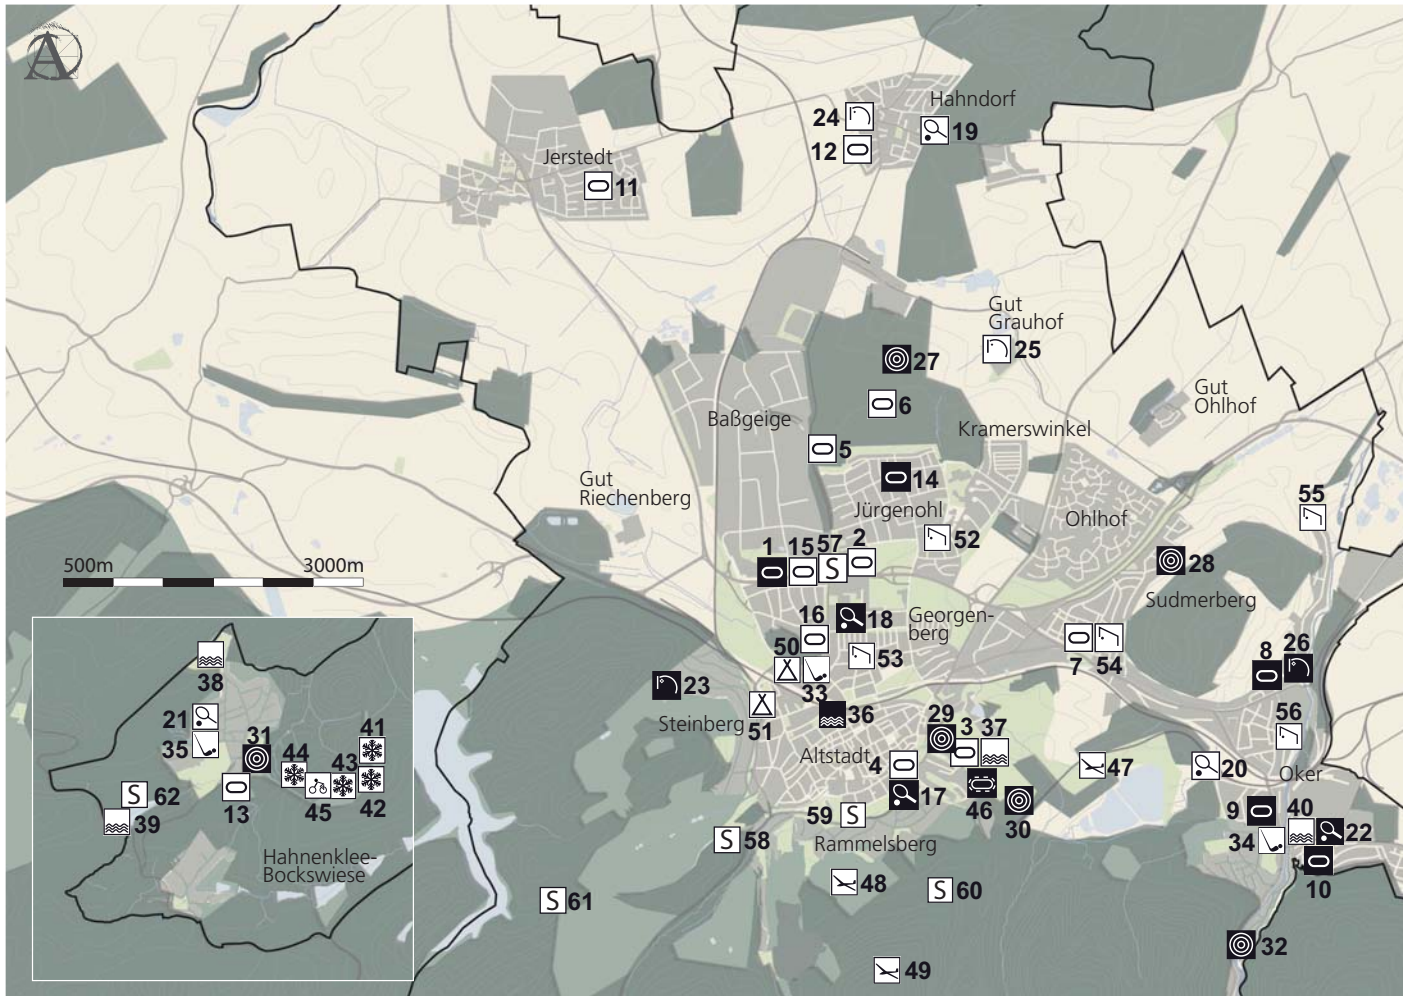 A
Hahndorf
24
19
12
Jerstedt
11
Gut
Grauhof
25
27
6
Gut
Ohlhof
Baßgeige
Kramerswinkel
5
14
Gut
Riechenberg
Jürgenohl
Ohlhof
55
52
1 15 57 2
S
28
500m 3000m
Sudmerberg
16
18
Georgen-
berg
50
53
7 54
8 26
33
23
Steinberg
51
36
29 3 37
56
Altstadt
4
47
20
Oker
17
46
30
59 S
9 40
34
22
10
S 58
Rammelsberg
48
S 60
S 61
32
49
38
21
35
31
44
41
43
S 62
39
13
45
42
Hahnenklee-
Bockswiese